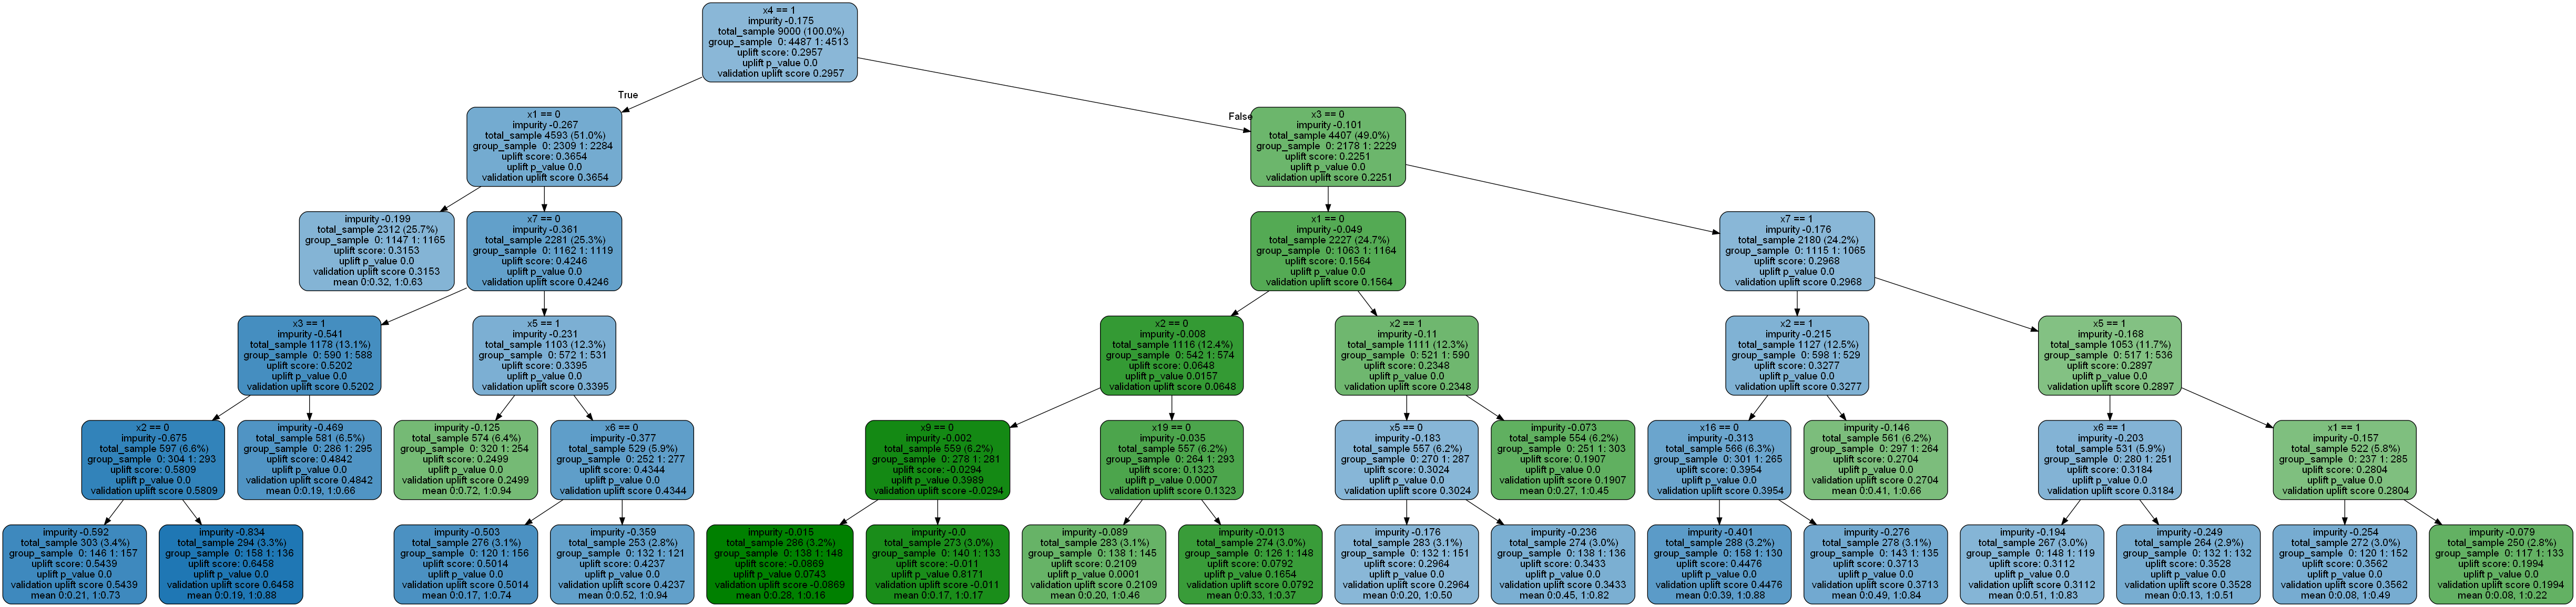 x4 == 1
impurity -0.175
total_sample 9000 (100.0%)
group_sample 0: 4487 1: 4513
uplift score: 0.2957
uplift p_value 0.0
validation uplift score 0.2957
True
False
x1 == 0
impurity -0.267
total_sample 4593 (51.0%)
group_sample 0: 2309 1: 2284
uplift score: 0.3654
uplift p_value 0.0
validation uplift score 0.3654
x3 == 0
impurity -0.101
total_sample 4407 (49.0%)
group_sample 0: 2178 1: 2229
uplift score: 0.2251
uplift p_value 0.0
validation uplift score 0.2251
impurity -0.199
total_sample 2312 (25.7%)
group_sample 0: 1147 1: 1165
uplift score: 0.3153
uplift p_value 0.0
validation uplift score 0.3153
mean 0:0.32, 1:0.63
x7 == 0
impurity -0.361
total_sample 2281 (25.3%)
group_sample 0: 1162 1: 1119
uplift score: 0.4246
uplift p_value 0.0
validation uplift score 0.4246
x1 == 0
impurity -0.049
total_sample 2227 (24.7%)
group_sample 0: 1063 1: 1164
uplift score: 0.1564
uplift p_value 0.0
validation uplift score 0.1564
x7 == 1
impurity -0.176
total_sample 2180 (24.2%)
group_sample 0: 1115 1: 1065
uplift score: 0.2968
uplift p_value 0.0
validation uplift score 0.2968
x3 == 1
impurity -0.541
total_sample 1178 (13.1%)
group_sample 0: 590 1: 588
uplift score: 0.5202
uplift p_value 0.0
validation uplift score 0.5202
x5 == 1
impurity -0.231
total_sample 1103 (12.3%)
group_sample 0: 572 1: 531
uplift score: 0.3395
uplift p_value 0.0
validation uplift score 0.3395
x2 == 0
impurity -0.008
total_sample 1116 (12.4%)
group_sample 0: 542 1: 574
uplift score: 0.0648
uplift p_value 0.0157
validation uplift score 0.0648
x2 == 1
impurity -0.11
total_sample 1111 (12.3%)
group_sample 0: 521 1: 590
uplift score: 0.2348
uplift p_value 0.0
validation uplift score 0.2348
x2 == 1
impurity -0.215
total_sample 1127 (12.5%)
group_sample 0: 598 1: 529
uplift score: 0.3277
uplift p_value 0.0
validation uplift score 0.3277
x5 == 1
impurity -0.168
total_sample 1053 (11.7%)
group_sample 0: 517 1: 536
uplift score: 0.2897
uplift p_value 0.0
validation uplift score 0.2897
x2 == 0
impurity -0.675
total_sample 597 (6.6%)
group_sample 0: 304 1: 293
uplift score: 0.5809
uplift p_value 0.0
validation uplift score 0.5809
impurity -0.469
total_sample 581 (6.5%)
group_sample 0: 286 1: 295
uplift score: 0.4842
uplift p_value 0.0
validation uplift score 0.4842
mean 0:0.19, 1:0.66
impurity -0.125
total_sample 574 (6.4%)
group_sample 0: 320 1: 254
uplift score: 0.2499
uplift p_value 0.0
validation uplift score 0.2499
mean 0:0.72, 1:0.94
x6 == 0
impurity -0.377
total_sample 529 (5.9%)
group_sample 0: 252 1: 277
uplift score: 0.4344
uplift p_value 0.0
validation uplift score 0.4344
x9 == 0
impurity -0.002
total_sample 559 (6.2%)
group_sample 0: 278 1: 281
uplift score: -0.0294
uplift p_value 0.3989
validation uplift score -0.0294
x19 == 0
impurity -0.035
total_sample 557 (6.2%)
group_sample 0: 264 1: 293
uplift score: 0.1323
uplift p_value 0.0007
validation uplift score 0.1323
x5 == 0
impurity -0.183
total_sample 557 (6.2%)
group_sample 0: 270 1: 287
uplift score: 0.3024
uplift p_value 0.0
validation uplift score 0.3024
impurity -0.073
total_sample 554 (6.2%)
group_sample 0: 251 1: 303
uplift score: 0.1907
uplift p_value 0.0
validation uplift score 0.1907
mean 0:0.27, 1:0.45
x16 == 0
impurity -0.313
total_sample 566 (6.3%)
group_sample 0: 301 1: 265
uplift score: 0.3954
uplift p_value 0.0
validation uplift score 0.3954
impurity -0.146
total_sample 561 (6.2%)
group_sample 0: 297 1: 264
uplift score: 0.2704
uplift p_value 0.0
validation uplift score 0.2704
mean 0:0.41, 1:0.66
x6 == 1
impurity -0.203
total_sample 531 (5.9%)
group_sample 0: 280 1: 251
uplift score: 0.3184
uplift p_value 0.0
validation uplift score 0.3184
x1 == 1
impurity -0.157
total_sample 522 (5.8%)
group_sample 0: 237 1: 285
uplift score: 0.2804
uplift p_value 0.0
validation uplift score 0.2804
impurity -0.592
total_sample 303 (3.4%)
group_sample 0: 146 1: 157
uplift score: 0.5439
uplift p_value 0.0
validation uplift score 0.5439
mean 0:0.21, 1:0.73
impurity -0.834
total_sample 294 (3.3%)
group_sample 0: 158 1: 136
uplift score: 0.6458
uplift p_value 0.0
validation uplift score 0.6458
mean 0:0.19, 1:0.88
impurity -0.503
total_sample 276 (3.1%)
group_sample 0: 120 1: 156
uplift score: 0.5014
uplift p_value 0.0
validation uplift score 0.5014
mean 0:0.17, 1:0.74
impurity -0.359
total_sample 253 (2.8%)
group_sample 0: 132 1: 121
uplift score: 0.4237
uplift p_value 0.0
validation uplift score 0.4237
mean 0:0.52, 1:0.94
impurity -0.015
total_sample 286 (3.2%)
group_sample 0: 138 1: 148
uplift score: -0.0869
uplift p_value 0.0743
validation uplift score -0.0869
mean 0:0.28, 1:0.16
impurity -0.0
total_sample 273 (3.0%)
group_sample 0: 140 1: 133
uplift score: -0.011
uplift p_value 0.8171
validation uplift score -0.011
mean 0:0.17, 1:0.17
impurity -0.089
total_sample 283 (3.1%)
group_sample 0: 138 1: 145
uplift score: 0.2109
uplift p_value 0.0001
validation uplift score 0.2109
mean 0:0.20, 1:0.46
impurity -0.013
total_sample 274 (3.0%)
group_sample 0: 126 1: 148
uplift score: 0.0792
uplift p_value 0.1654
validation uplift score 0.0792
mean 0:0.33, 1:0.37
impurity -0.176
total_sample 283 (3.1%)
group_sample 0: 132 1: 151
uplift score: 0.2964
uplift p_value 0.0
validation uplift score 0.2964
mean 0:0.20, 1:0.50
impurity -0.236
total_sample 274 (3.0%)
group_sample 0: 138 1: 136
uplift score: 0.3433
uplift p_value 0.0
validation uplift score 0.3433
mean 0:0.45, 1:0.82
impurity -0.401
total_sample 288 (3.2%)
group_sample 0: 158 1: 130
uplift score: 0.4476
uplift p_value 0.0
validation uplift score 0.4476
mean 0:0.39, 1:0.88
impurity -0.276
total_sample 278 (3.1%)
group_sample 0: 143 1: 135
uplift score: 0.3713
uplift p_value 0.0
validation uplift score 0.3713
mean 0:0.49, 1:0.84
impurity -0.194
total_sample 267 (3.0%)
group_sample 0: 148 1: 119
uplift score: 0.3112
uplift p_value 0.0
validation uplift score 0.3112
mean 0:0.51, 1:0.83
impurity -0.249
total_sample 264 (2.9%)
group_sample 0: 132 1: 132
uplift score: 0.3528
uplift p_value 0.0
validation uplift score 0.3528
mean 0:0.13, 1:0.51
impurity -0.254
total_sample 272 (3.0%)
group_sample 0: 120 1: 152
uplift score: 0.3562
uplift p_value 0.0
validation uplift score 0.3562
mean 0:0.08, 1:0.49
impurity -0.079
total_sample 250 (2.8%)
group_sample 0: 117 1: 133
uplift score: 0.1994
uplift p_value 0.0
validation uplift score 0.1994
mean 0:0.08, 1:0.22